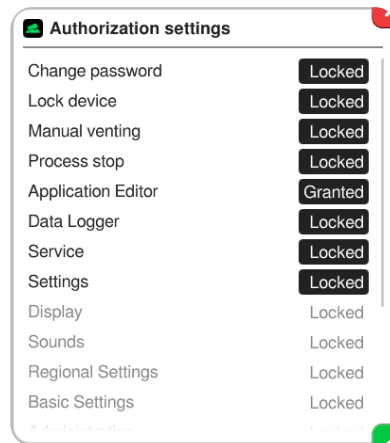 Authorization settings
Change password Locked
Lock device Locked
Manual venting Locked
Process stop Locked
Application Editor Granted
Data Logger Locked
Service Locked
Settings Locked
Display Locked
Sounds Locked
Regional Settings Locked
Basic Settings Locked